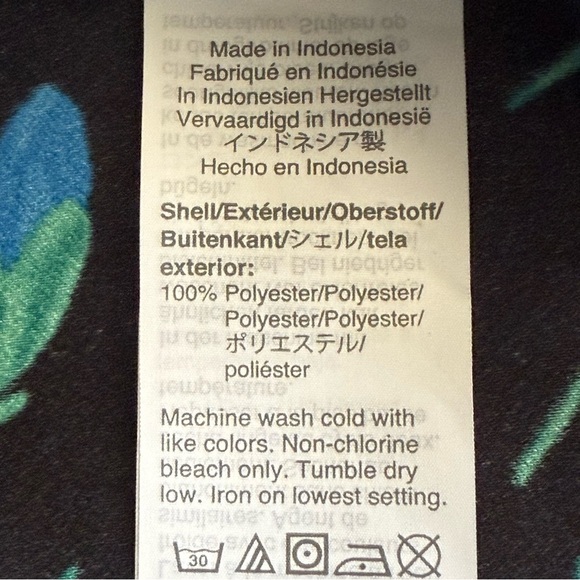 Made in Indonesia
Fabriqué en Indonésie
In Indonesien Hergestellt
Vervaardigd in Indonesië
インドネシア製
Hecho en Indonesia
Shell/Extérieur/Oberstoff/
Buitenkant/シェル/tela
exterior:
100% Polyester/Polyester/
Polyester/Polyester/
ポリエステル/
poliéster
Machine wash cold with
like colors. Non-chlorine
bleach only. Tumble dry
low. Iron on lowest setting.
30